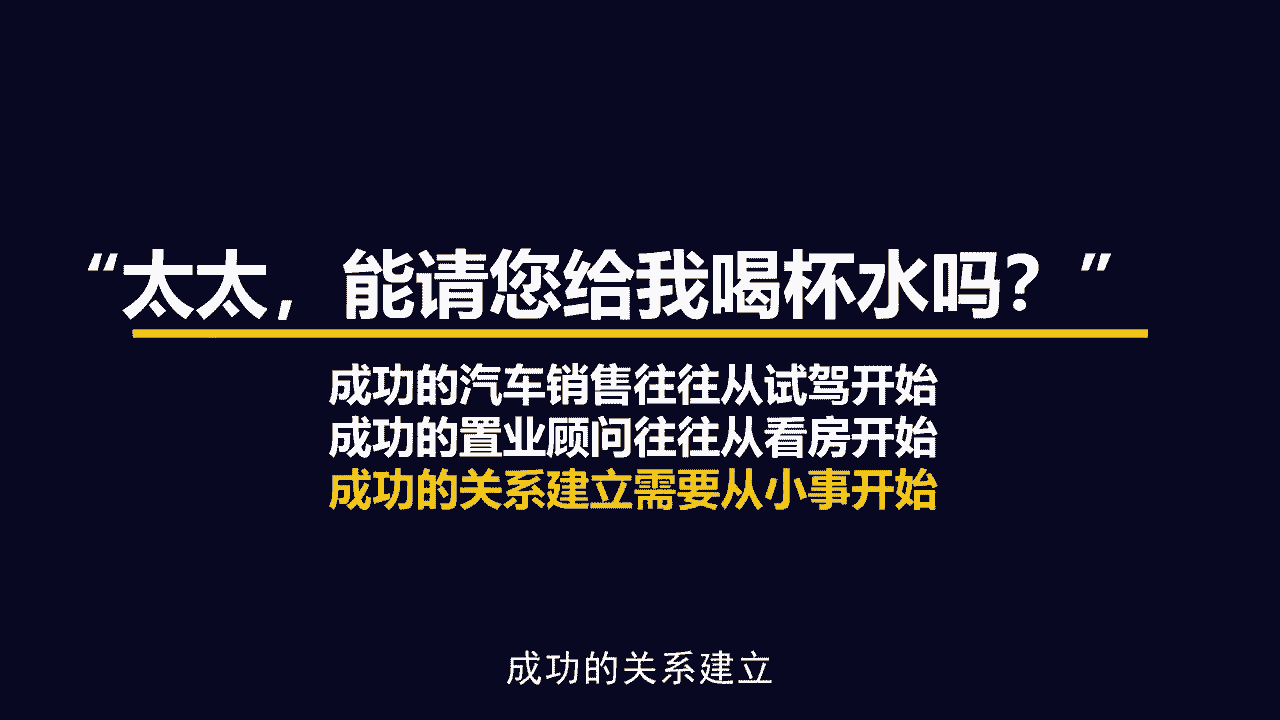 “太太，能请您给我喝杯水吗？”
成功的汽车销售往往从试驾开始
成功的置业顾问往往从看房开始
成功的关系建立需要从小事开始
成功的关系建立